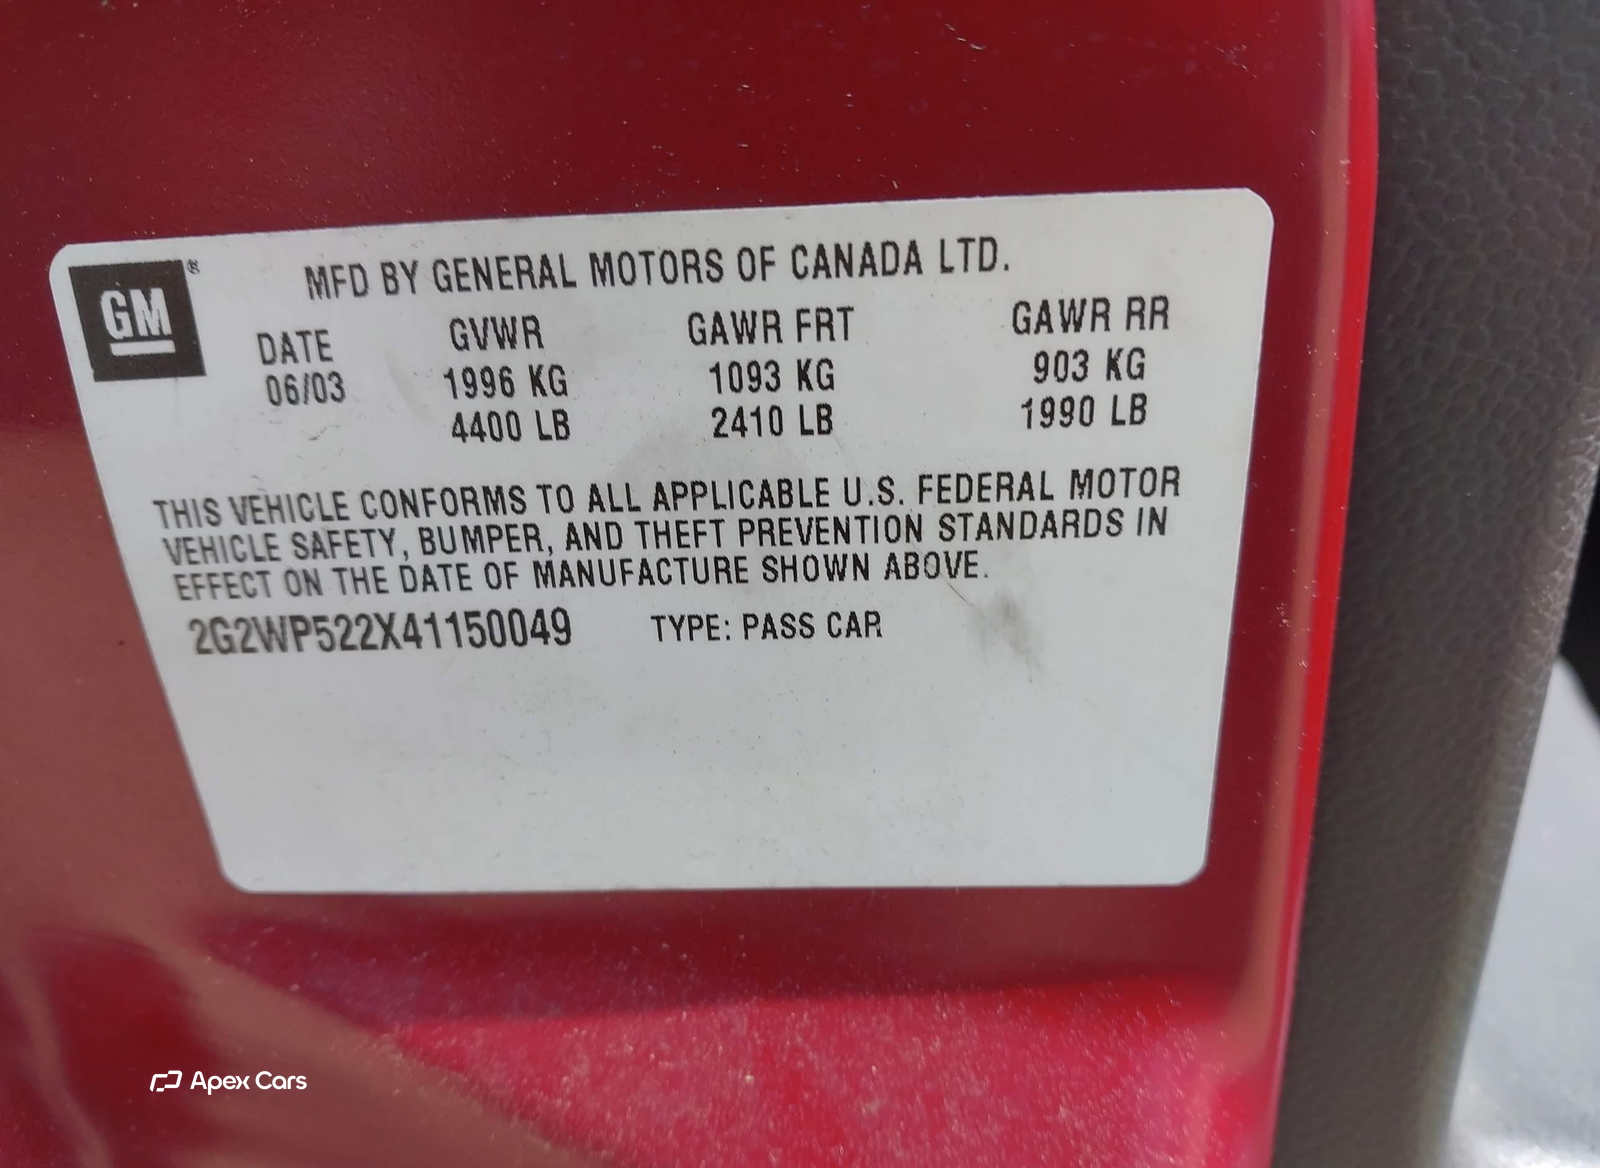 GM®
MFD BY GENERAL MOTORS OF CANADA LTD.
DATE GVWR GAWR FRT GAWR RR
06/03 1996 KG 1093 KG 903 KG
4400 LB 2410 LB 1990 LB
THIS VEHICLE CONFORMS TO ALL APPLICABLE U.S. FEDERAL MOTOR
VEHICLE SAFETY, BUMPER, AND THEFT PREVENTION STANDARDS IN
EFFECT ON THE DATE OF MANUFACTURE SHOWN ABOVE.
2G2WP522X41150049 TYPE: PASS CAR
Apex Cars